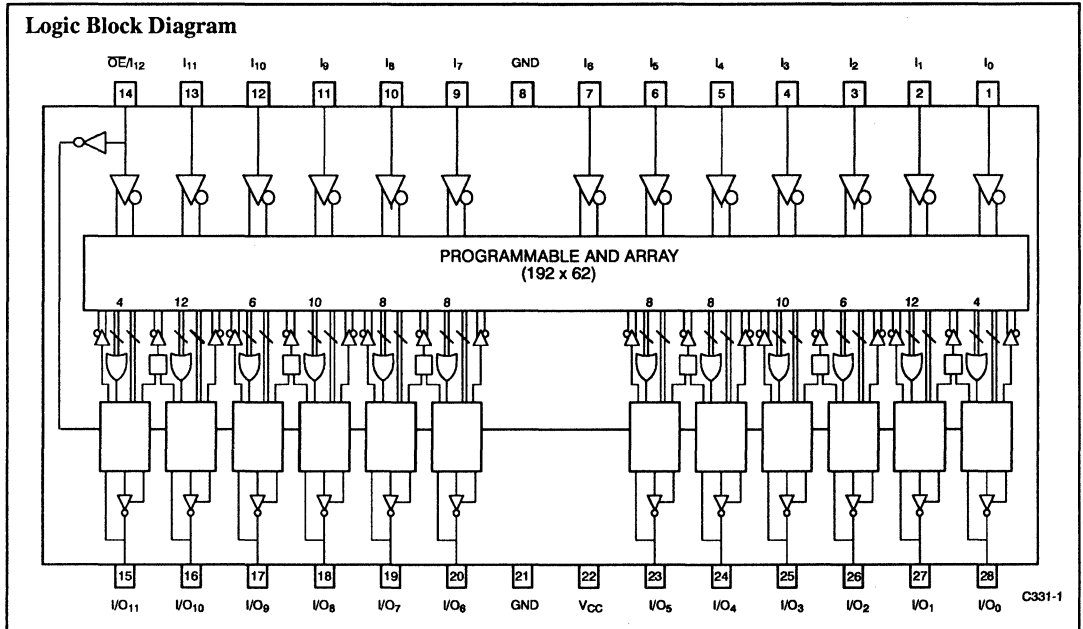 Logic Block Diagram
OE/I12 I11 I10 I9 I8 I7 GND I6 I5 I4 I3 I2 I1 I0
14 13 12 11 10 9 8 7 6 5 4 3 2 1
PROGRAMMABLE AND ARRAY
(192 x 62)
4 12 6 10 8 8 8 8 10 6 12 4
15 16 17 18 19 20 21 22 23 24 25 26 27 28
I/O11 I/O10 I/O9 I/O8 I/O7 I/O6 GND VCC I/O5 I/O4 I/O3 I/O2 I/O1 I/O0
C331-1